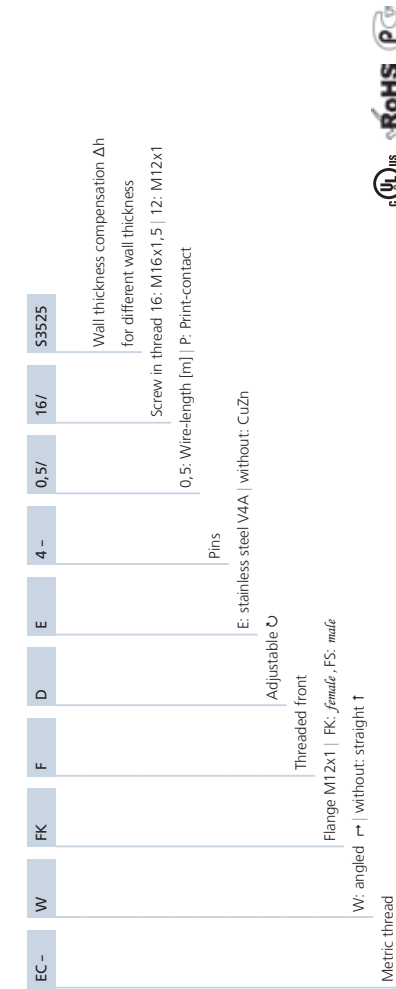 EC – W FK F D E 4 – 0,5/ 16/ S3525
Wall thickness compensation Δh
for different wall thickness
Screw in thread 16: M16x1,5 | 12: M12x1
0,5: Wire-length [m] | P: Print-contact
Pins
E: stainless steel V4A | without: CuZn
Adjustable ↻
Threaded front
Flange M12x1 | FK: female, FS: male
W: angled ↱ | without: straight ↑
Metric thread
c UL us RoHS P